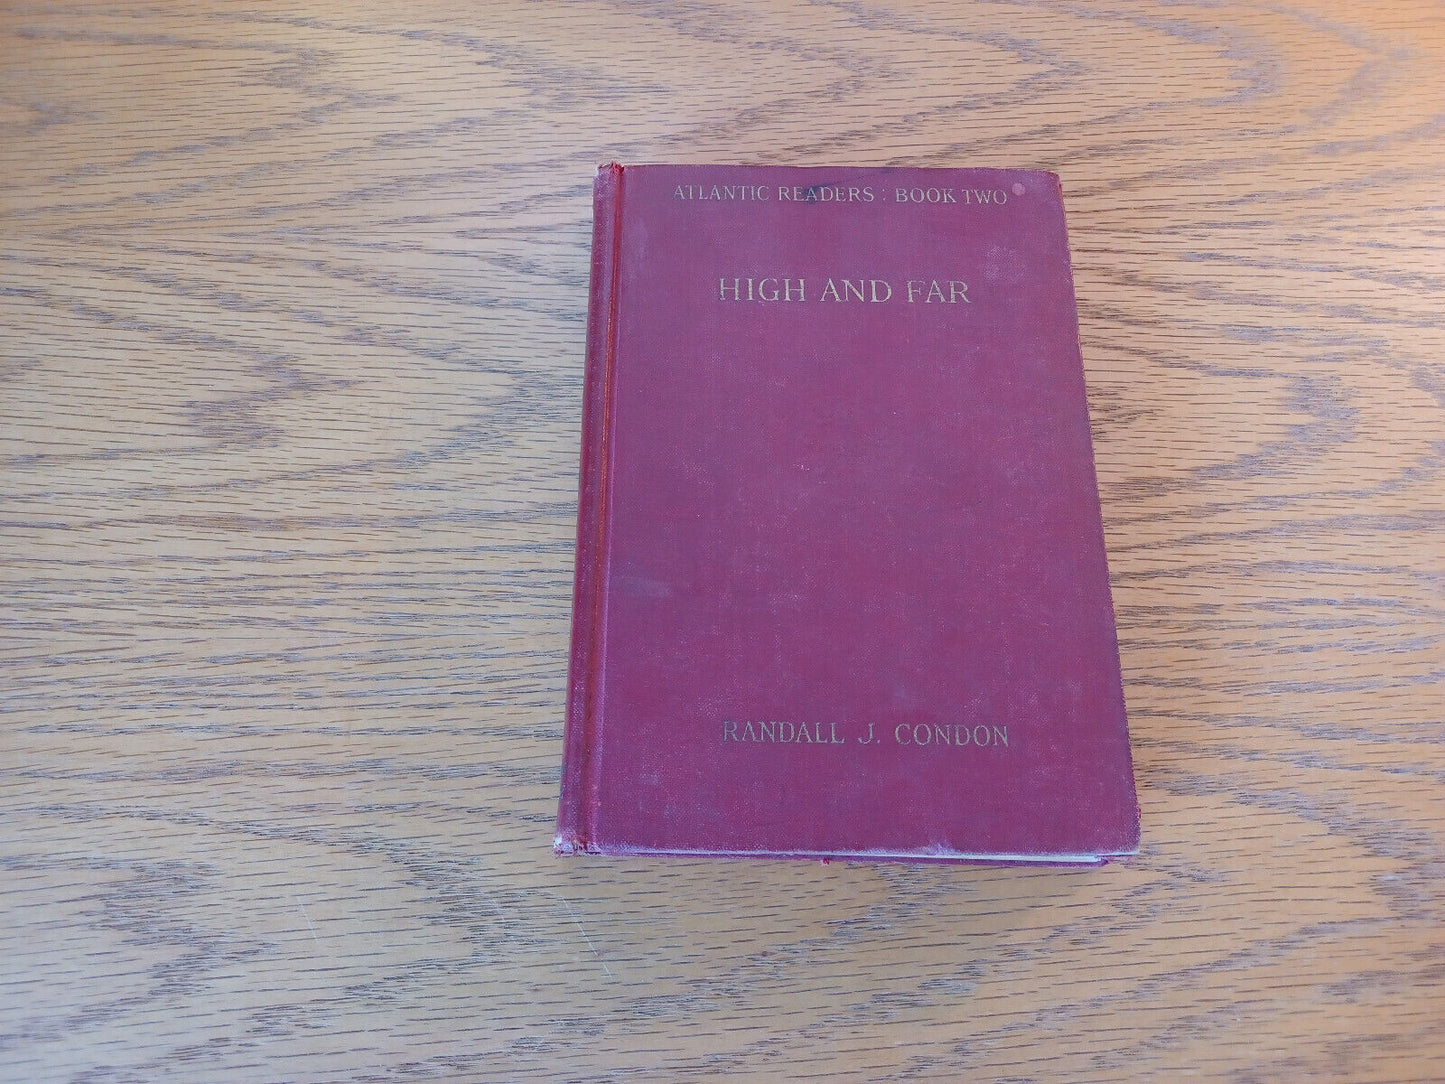 ATLANTIC READERS : BOOK TWO
HIGH AND FAR
RANDALL J. CONDON